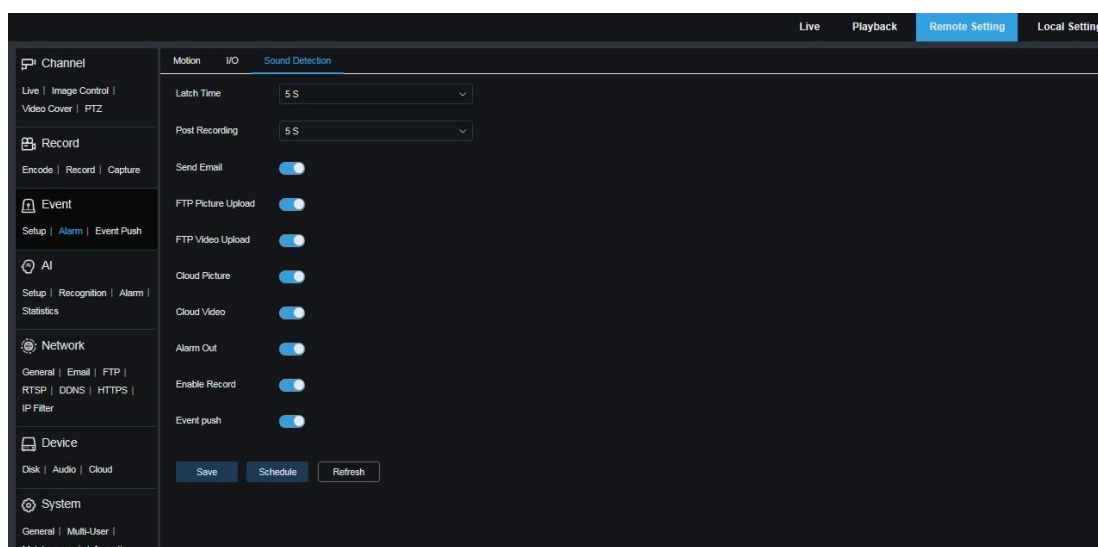 Live Playback Remote Setting Local Setting
Channel
Live | Image Control |
Video Cover | PTZ
Record
Encode | Record | Capture
Event
Setup | Alarm | Event Push
AI
Setup | Recognition | Alarm |
Statistics
Network
General | Email | FTP |
RTSP | DDNS | HTTPS |
IP Filter
Device
Disk | Audio | Cloud
System
General | Multi-User |
Motion I/O Sound Detection
Latch Time 5 S
Post Recording 5 S
Send Email
FTP Picture Upload
FTP Video Upload
Cloud Picture
Cloud Video
Alarm Out
Enable Record
Event push
Save Schedule Refresh